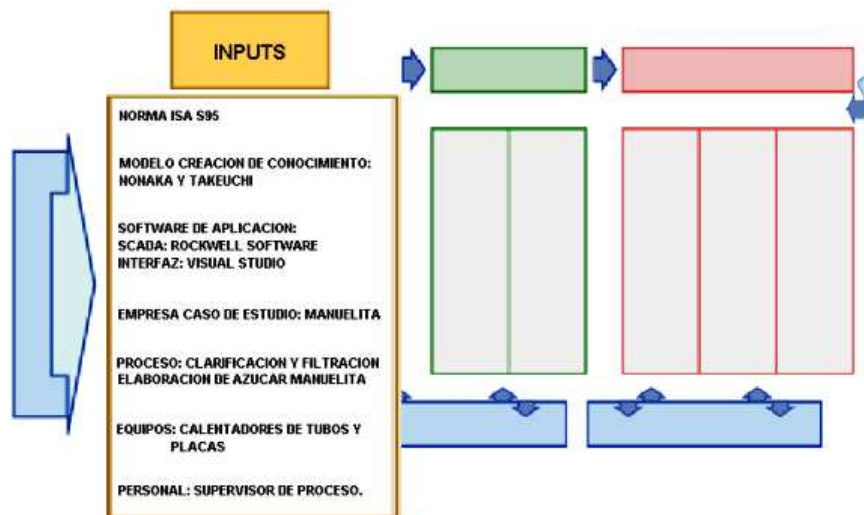 INPUTS
NORMA ISA S95
MODELO CREACION DE CONOCIMIENTO:
NONAKA Y TAKEUCHI
SOFTWARE DE APLICACION:
SCADA: ROCKWELL SOFTWARE
INTERFAZ: VISUAL STUDIO
EMPRESA CASO DE ESTUDIO: MANUELITA
PROCESO: CLARIFICACION Y FILTRACION
ELABORACION DE AZUCAR MANUELITA
EQUIPOS: CALENTADORES DE TUBOS Y
PLACAS
PERSONAL: SUPERVISOR DE PROCESO.